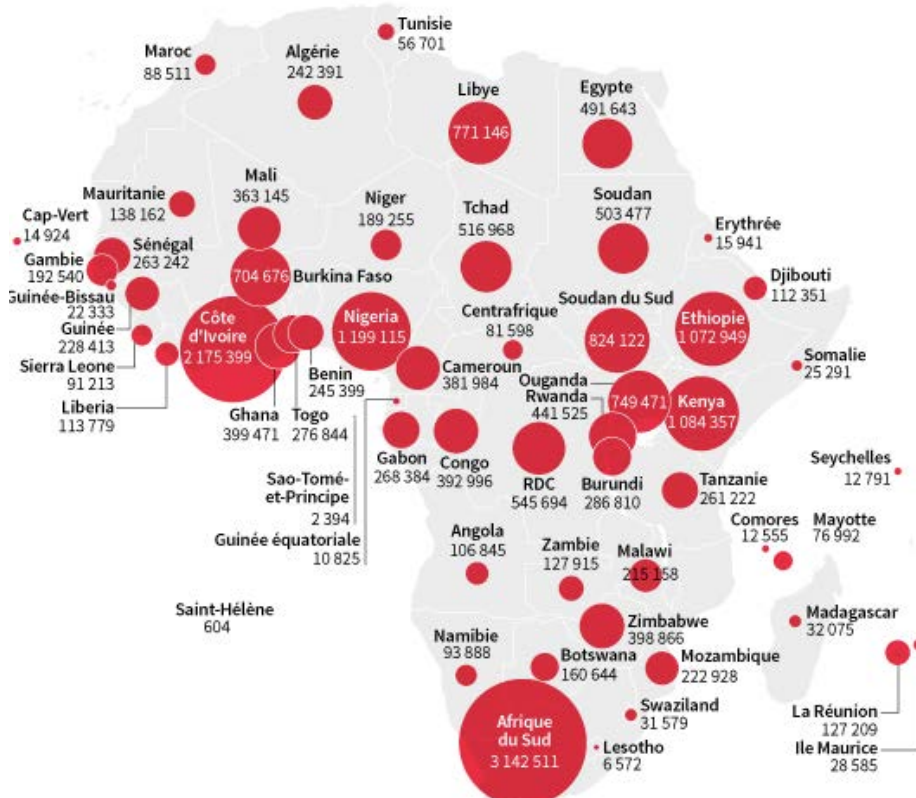 Tunisie
56 701
Maroc
88 511
Algérie
242 391
Libye
771 146
Egypte
491 643
Mali
363 145
Mauritanie
138 162
Niger
189 255
Tchad
516 968
Soudan
503 477
Cap-Vert
14 924
Erythrée
15 941
Sénégal
263 242
Gambie
192 540
704 676
Burkina Faso
Djibouti
112 351
Guinée-Bissau
22 333
Guinée
228 413
Côte
d'Ivoire
2 175 399
Nigeria
1 199 115
Centrafrique
81 598
Soudan du Sud
824 122
Ethiopie
1 072 949
Sierra Leone
91 213
Liberia
113 779
Benin
245 399
Cameroun
381 984
Somalie
25 291
Ouganda
749 471
Rwanda
441 525
Kenya
1 084 357
Ghana
399 471
Togo
276 844
Gabon
268 384
Congo
392 996
RDC
545 694
Burundi
286 810
Tanzanie
261 222
Seychelles
12 791
Sao-Tomé-
et-Principe
2 394
Guinée équatoriale
10 825
Comores
12 555
Mayotte
76 992
Angola
106 845
Zambie
127 915
Malawi
215 158
Saint-Hélène
604
Zimbabwe
398 866
Madagascar
32 075
Namibie
93 888
Botswana
160 644
Mozambique
222 928
Swaziland
31 579
La Réunion
127 209
Afrique
du Sud
3 142 511
Lesotho
6 572
Ile Maurice
28 585